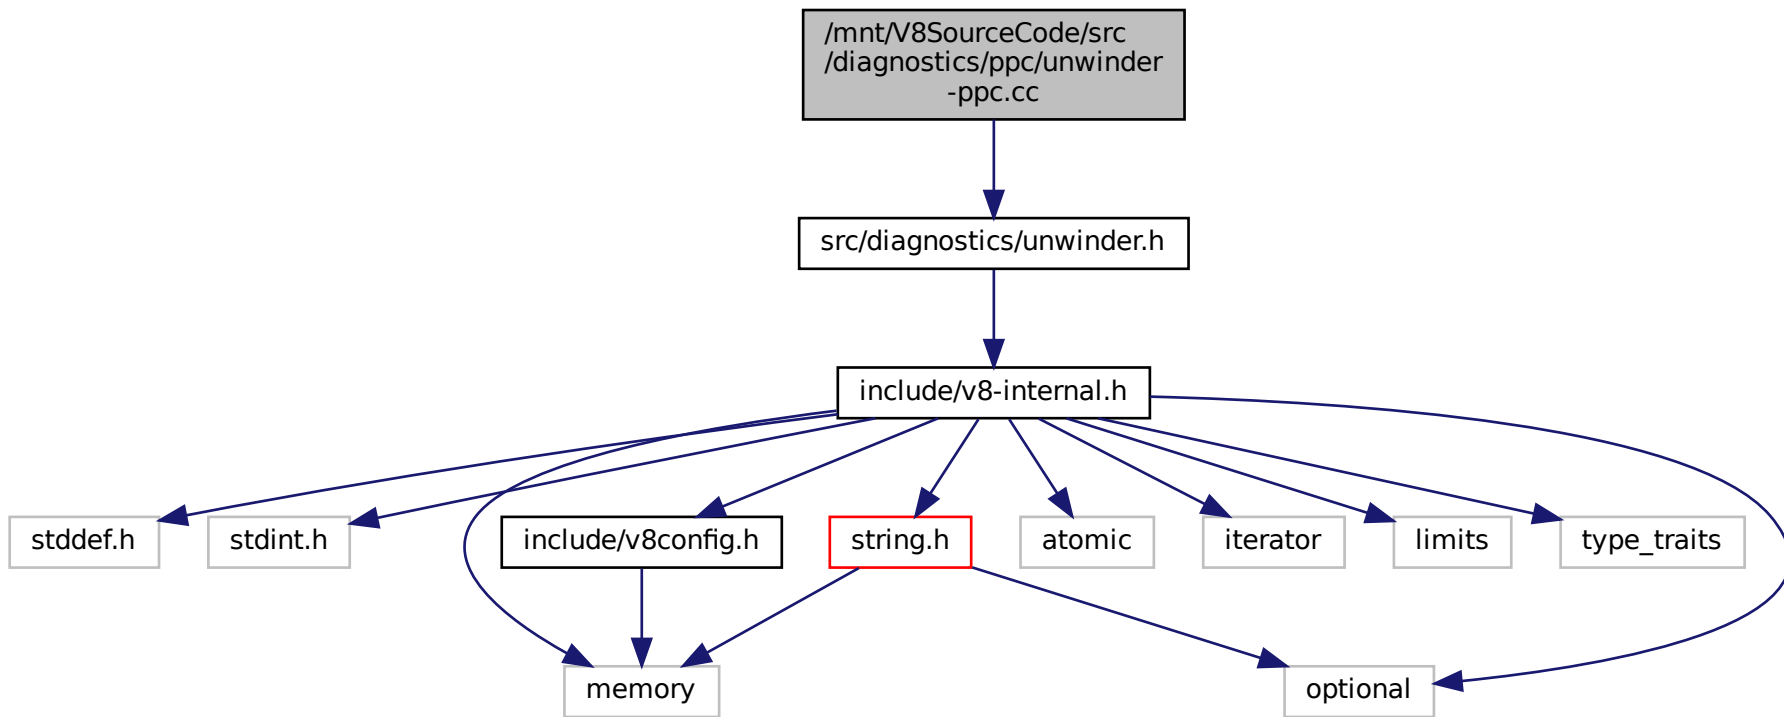 /mnt/V8SourceCode/src
/diagnostics/ppc/unwinder
-ppc.cc
src/diagnostics/unwinder.h
include/v8-internal.h
stddef.h
stdint.h
include/v8config.h
string.h
atomic
iterator
limits
type_traits
memory
optional